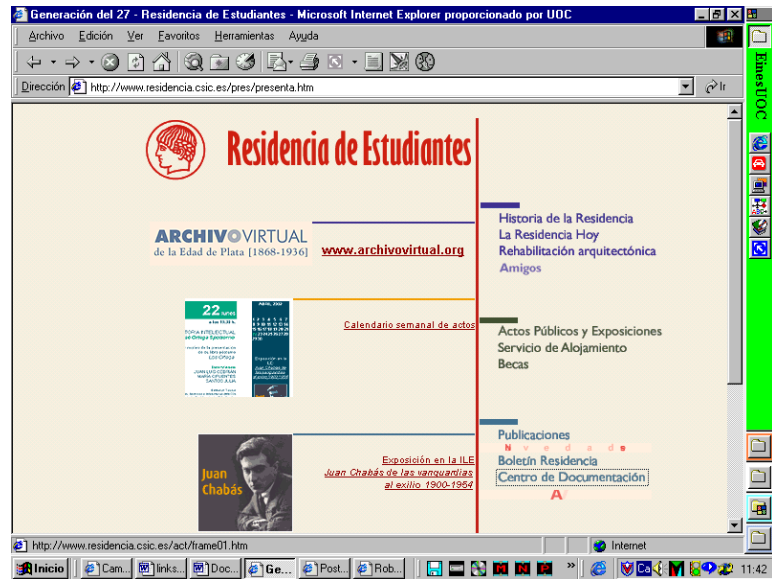 Generación del 27 - Residencia de Estudiantes - Microsoft Internet Explorer proporcionado por UOC
Archivo Edición Ver Favoritos Herramientas Ayuda
Dirección http://www.residencia.csic.es/pres/presenta.htm Ir
EinesUOC
Residencia de Estudiantes
ARCHIVOVIRTUAL
de la Edad de Plata [1868-1936]
www.archivovirtual.org
Historia de la Residencia
La Residencia Hoy
Rehabilitación arquitectónica
Amigos
22 lunes
ABRIL, 2002
Calendario semanal de actos
Actos Públicos y Exposiciones
Servicio de Alojamiento
Becas
Juan
Chabás
Exposición en la ILE
Juan Chabás de las vanguardias
al exilio 1900-1954
Publicaciones
N v e d a d s
Boletín Residencia
Centro de Documentación
A/
http://www.residencia.csic.es/act/frame01.htm Internet
Inicio Cam... links... Doc... Ge... Post... Rob... » Ca 11:42